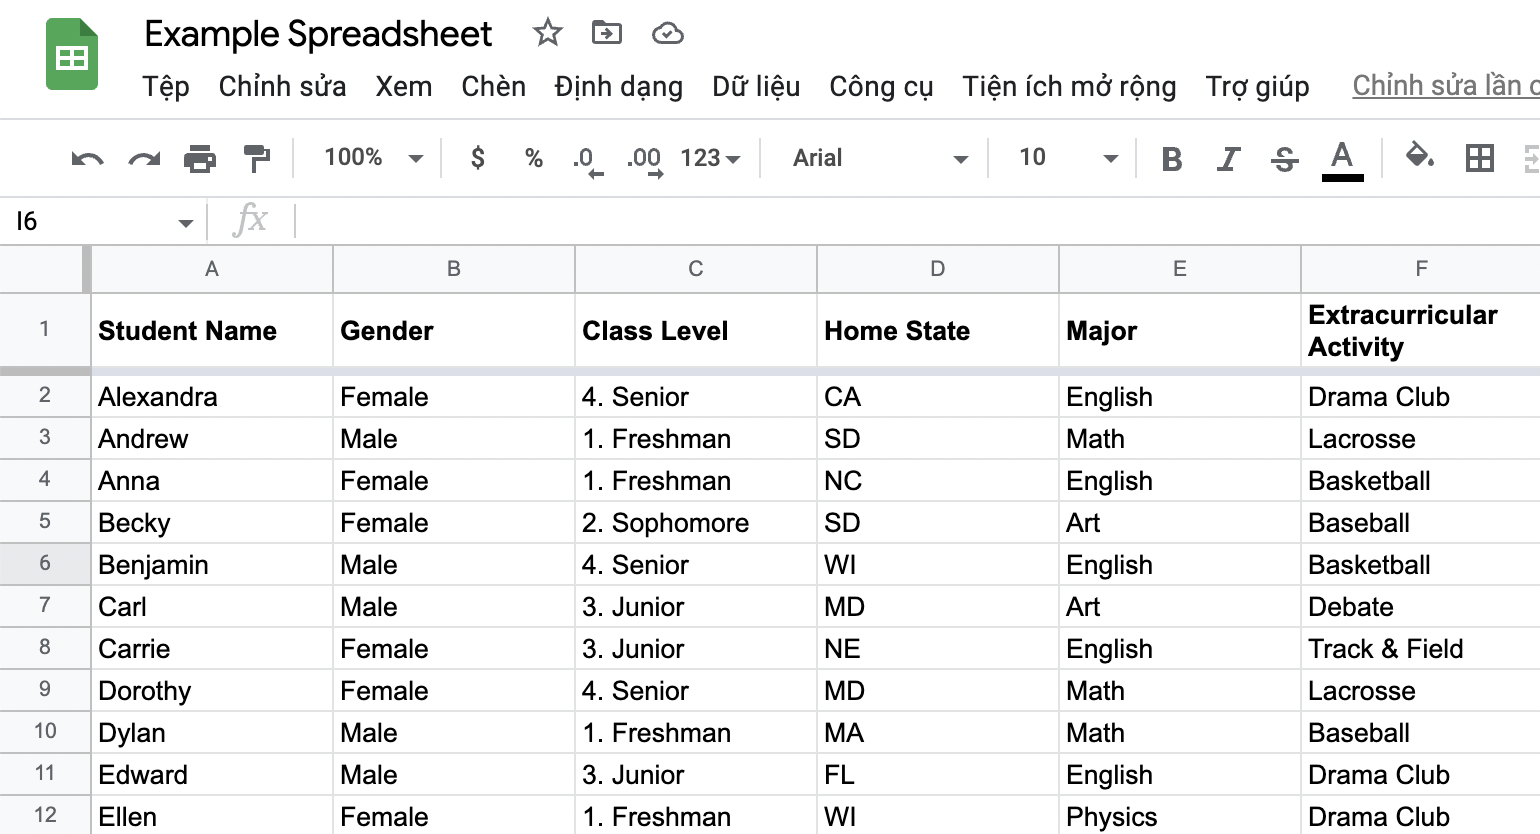 Example Spreadsheet
Tệp Chỉnh sửa Xem Chèn Định dạng Dữ liệu Công cụ Tiện ích mở rộng Trợ giúp Chỉnh sửa lần
100% $ % .0 .00 123 Arial 10 B I S A
I6 fx
A B C D E F
1 Student Name Gender Class Level Home State Major Extracurricular Activity
2 Alexandra Female 4. Senior CA English Drama Club
3 Andrew Male 1. Freshman SD Math Lacrosse
4 Anna Female 1. Freshman NC English Basketball
5 Becky Female 2. Sophomore SD Art Baseball
6 Benjamin Male 4. Senior WI English Basketball
7 Carl Male 3. Junior MD Art Debate
8 Carrie Female 3. Junior NE English Track & Field
9 Dorothy Female 4. Senior MD Math Lacrosse
10 Dylan Male 1. Freshman MA Math Baseball
11 Edward Male 3. Junior FL English Drama Club
12 Ellen Female 1. Freshman WI Physics Drama Club